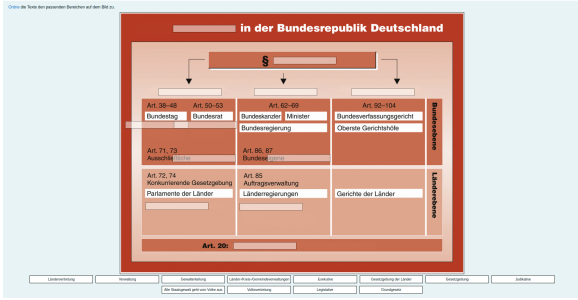 Ordne die Texte den passenden Bereichen auf dem Bild zu.
in der Bundesrepublik Deutschland
§
Art. 38–48 Art. 50–53
Art. 62–69
Art. 92–104
Bundestag Bundesrat
Bundeskanzler Minister
Bundesverfassungsgericht
Bundesregierung
Oberste Gerichtshöfe
Bundesebene
Art. 71, 73
Ausschließliche
Art. 86, 87
Bundeseigene
Art. 72, 74
Konkurrierende Gesetzgebung
Art. 85
Auftragsverwaltung
Parlamente der Länder
Länderregierungen
Gerichte der Länder
Länderebene
Art. 20:
Ländervertretung Verwaltung Gewaltenteilung Länder-/Kreis-/Gemeindeverwaltungen Exekutive Gesetzgebung der Länder Gesetzgebung Judikative
Alle Staatsgewalt geht vom Volke aus Volksvertretung Legislative Grundgesetz